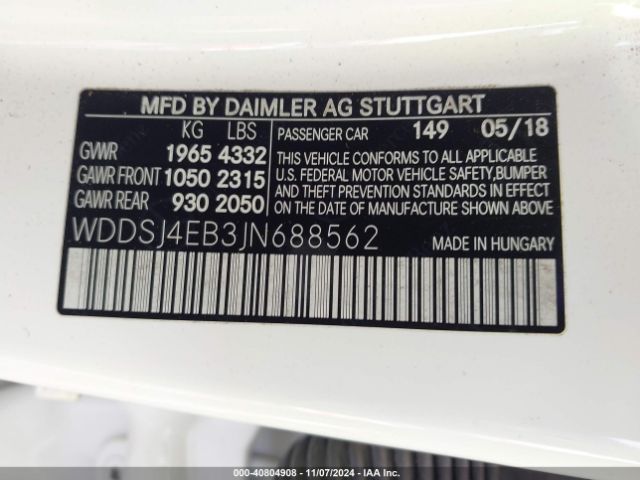 MFD BY DAIMLER AG STUTTGART
KG LBS
GVWR 1965 4332
GAWR FRONT 1050 2315
GAWR REAR 930 2050
PASSENGER CAR 149 05/18
THIS VEHICLE CONFORMS TO ALL APPLICABLE
U.S. FEDERAL MOTOR VEHICLE SAFETY, BUMPER
AND THEFT PREVENTION STANDARDS IN EFFECT
ON THE DATE OF MANUFACTURE SHOWN ABOVE.
WDDSJ4EB3JN688562 MADE IN HUNGARY
000-40804908 - 11/07/2024 - IAA Inc.